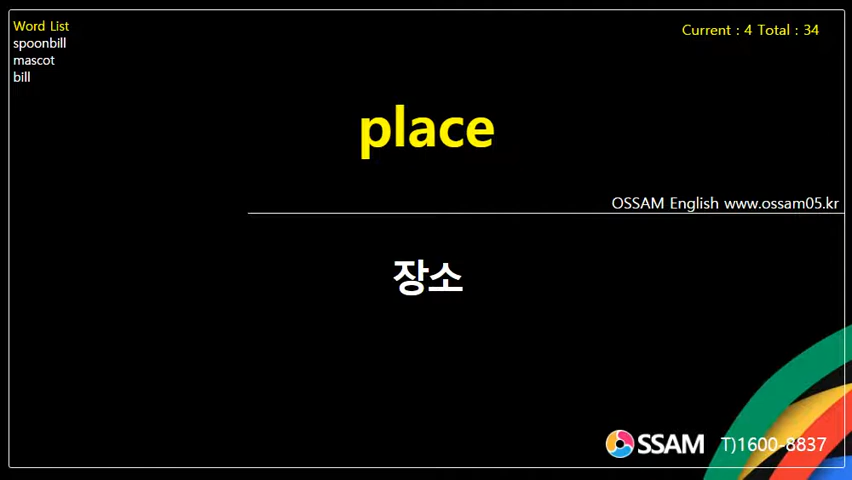 Word List
spoonbill
mascot
bill
Current : 4 Total : 34
place
OSSAM English www.ossam05.kr
장소
OSSAM T)1600-8837